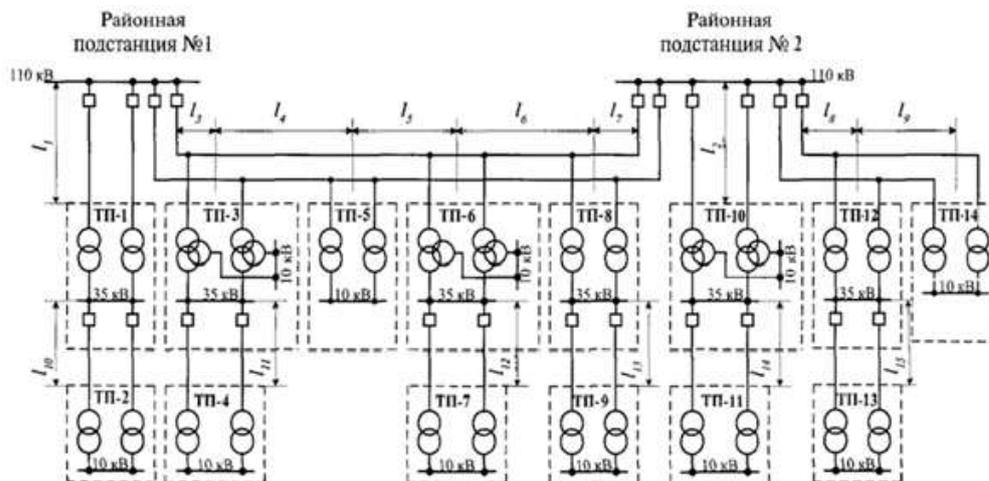 Районная
подстанция №1
Районная
подстанция № 2
110 кВ
110 кВ
l3
l4
l5
l6
l7
l8
l9
l1
l2
ТП-1
ТП-3
ТП-5
ТП-6
ТП-8
ТП-10
ТП-12
ТП-14
10 кВ
10 кВ
10 кВ
35 кВ
35 кВ
10 кВ
35 кВ
35 кВ
35 кВ
35 кВ
10 кВ
l10
l11
l12
l13
l14
l15
ТП-2
ТП-4
ТП-7
ТП-9
ТП-11
ТП-13
10 кВ
10 кВ
10 кВ
10 кВ
10 кВ
10 кВ